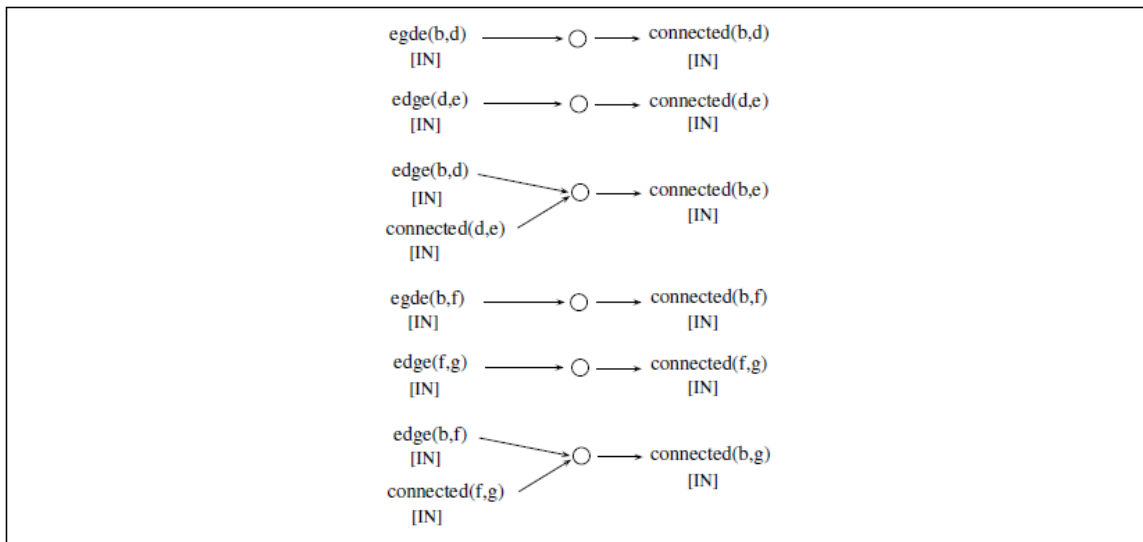 egde(b,d) connected(b,d)
[IN] [IN]
edge(d,e) connected(d,e)
[IN] [IN]
edge(b,d)
[IN] connected(b,e)
[IN]
connected(d,e)
[IN]
egde(b,f) connected(b,f)
[IN] [IN]
edge(f,g) connected(f,g)
[IN] [IN]
edge(b,f)
[IN] connected(b,g)
[IN]
connected(f,g)
[IN]